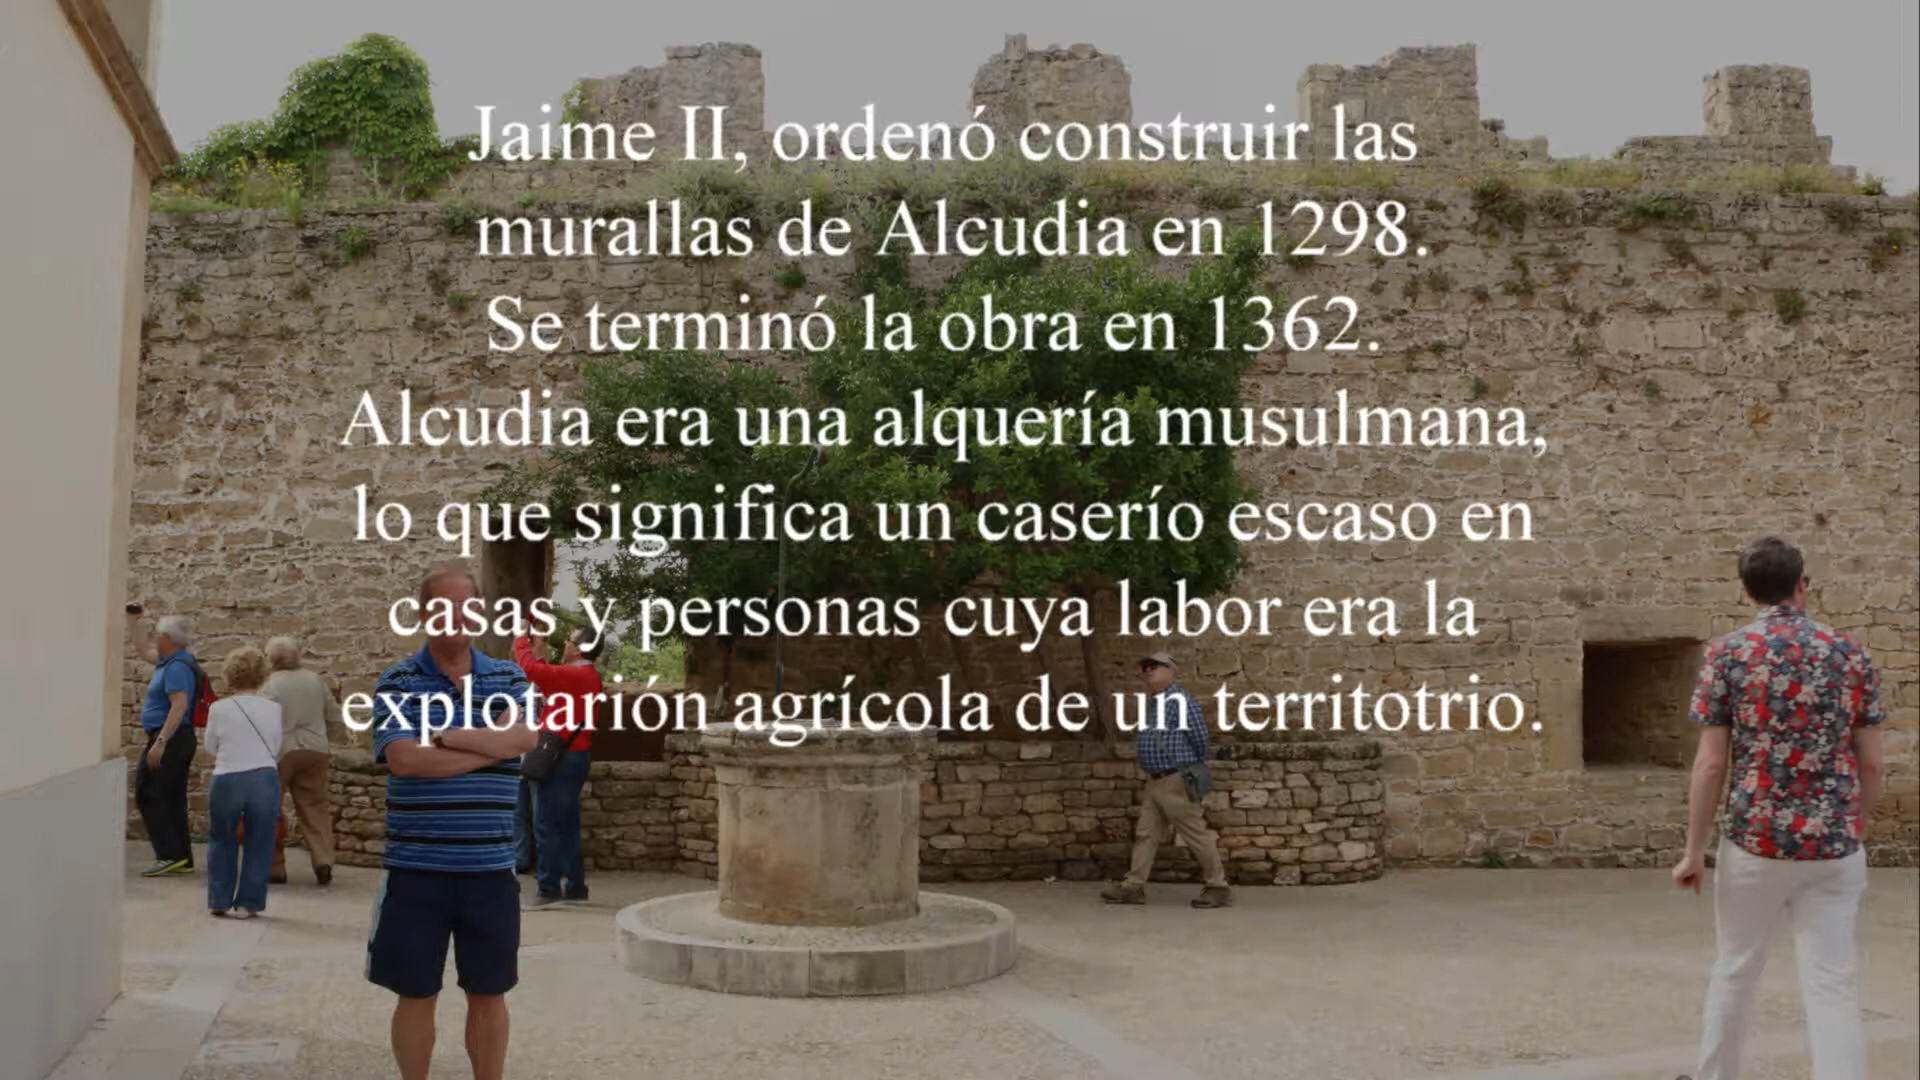 Jaime II, ordenó construir las
murallas de Alcudia en 1298.
Se terminó la obra en 1362.
Alcudia era una alquería musulmana,
lo que significa un caserío escaso en
casas y personas cuya labor era la
explotarión agrícola de un territotrio.